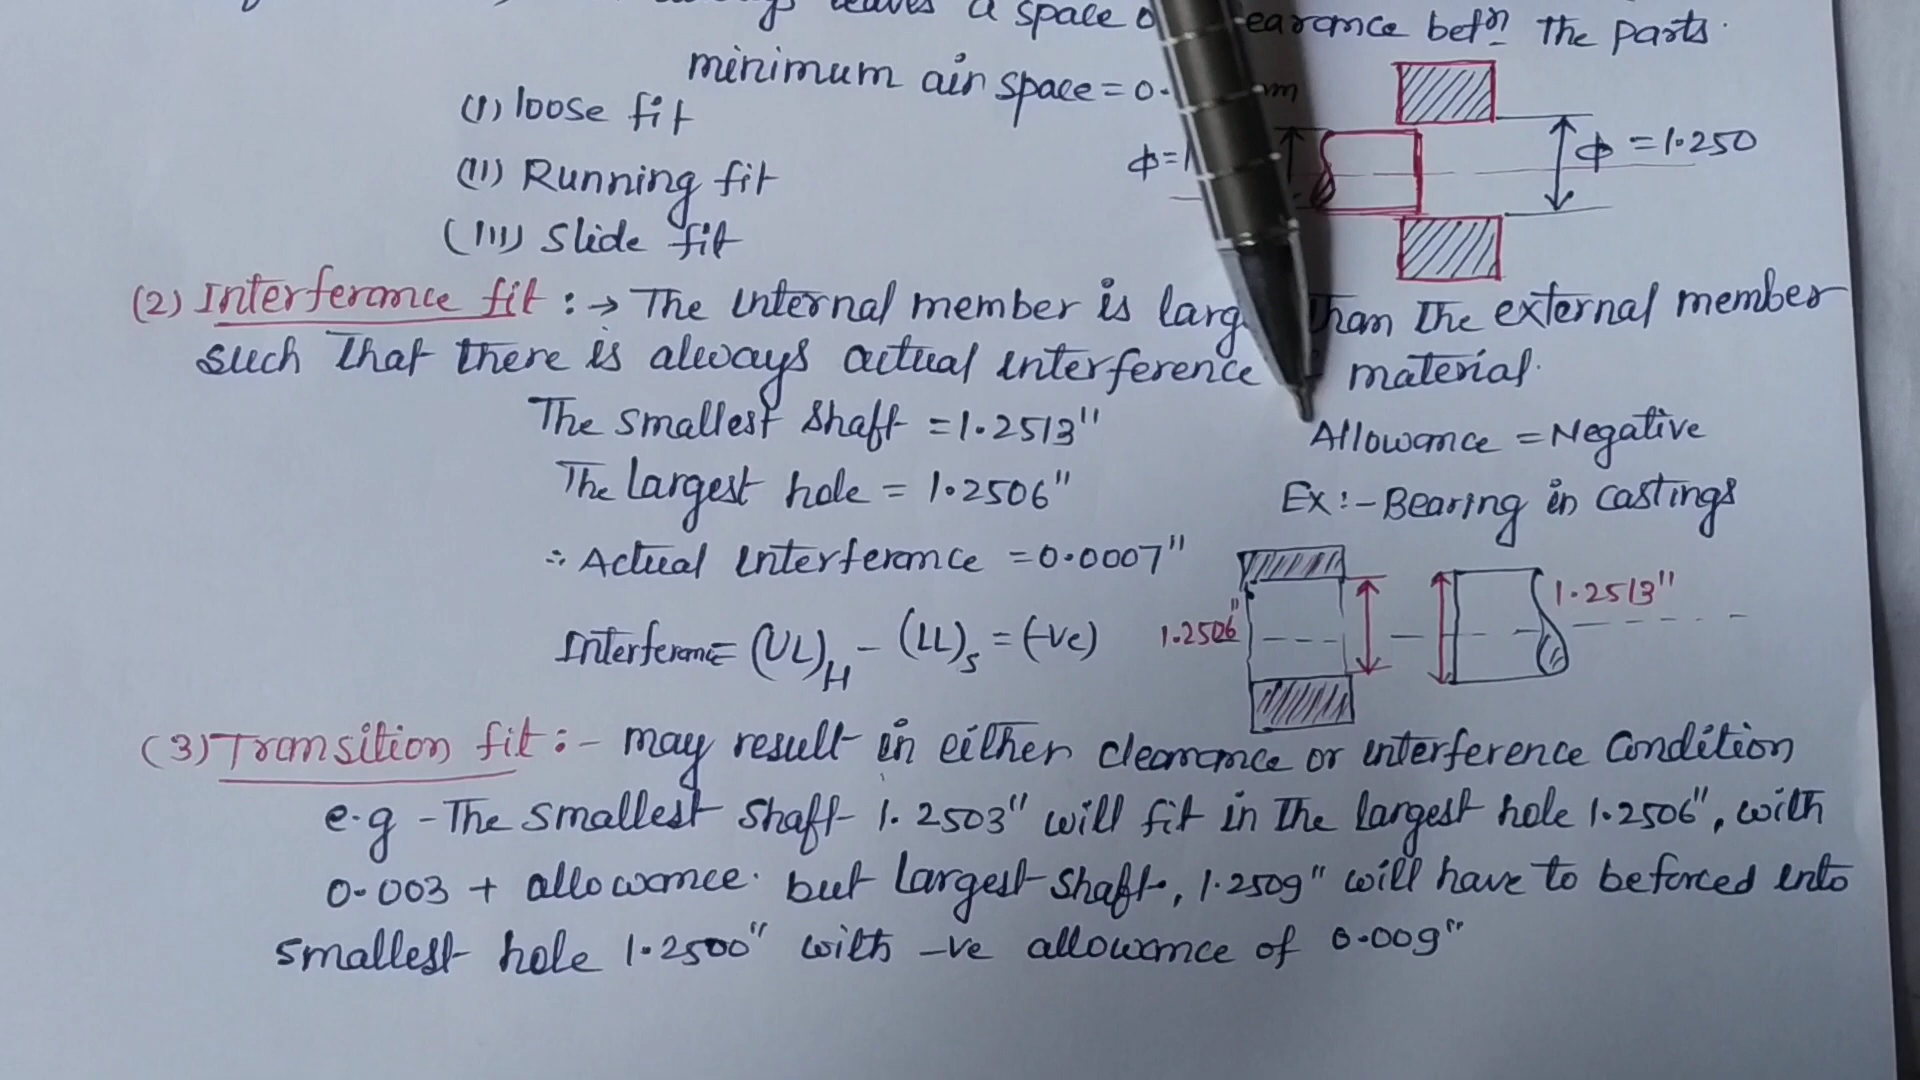 leaves a space earance betn the parts.
minimum air space = 0. m
(I) loose fit
(II) Running fit
(III) Slide fit
ϕ=1
ϕ = 1.250
(2) Interference fit :→ The internal member is larg than the external member
such that there is always actual interference material.
The smallest shaft = 1.2513"
Allowance = Negative
The largest hole = 1.2506"
Ex:- Bearing in castings
∴ Actual interference = 0.0007"
1.2506"
1.2513"
Interference = (UL)H - (LL)s = (-ve)
(3) Transition fit :- may result in either clearance or interference condition
e.g - The smallest shaft 1.2503" will fit in the largest hole 1.2506", with
0.003 + allowance. but largest shaft, 1.2509" will have to be forced into
smallest hole 1.2500" with -ve allowance of 0.009"